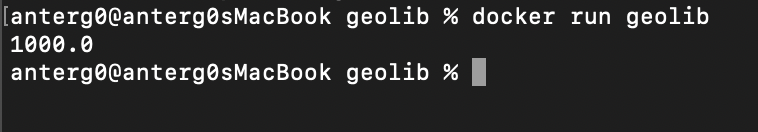 [anterg0@anterg0sMacBook geolib % docker run geolib
1000.0
anterg0@anterg0sMacBook geolib %